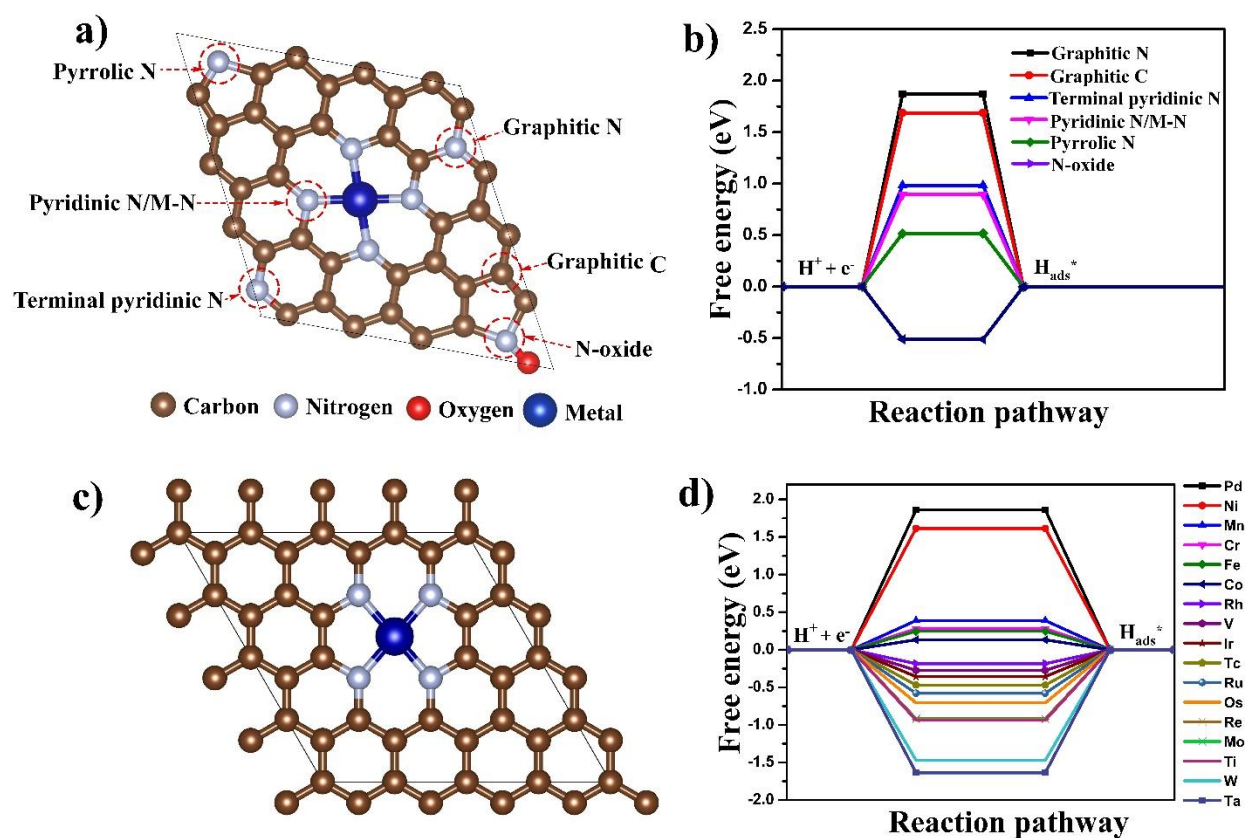 a)
Pyrrolic N
Graphitic N
Pyridinic N/M-N
Graphitic C
Terminal pyridinic N
N-oxide
Carbon
Nitrogen
Oxygen
Metal
b)
Free energy (eV)
2.5
2.0
1.5
1.0
0.5
0.0
-0.5
-1.0
Graphitic N
Graphitic C
Terminal pyridinic N
Pyridinic N/M-N
Pyrrolic N
N-oxide
H⁺ + e⁻
H_ads*
Reaction pathway
c)
d)
Free energy (eV)
2.0
1.5
1.0
0.5
0.0
-0.5
-1.0
-1.5
-2.0
H⁺ + e⁻
H_ads*
Reaction pathway
Pd
Ni
Mn
Cr
Fe
Co
Rh
V
Ir
Tc
Ru
Os
Re
Mo
Ti
W
Ta